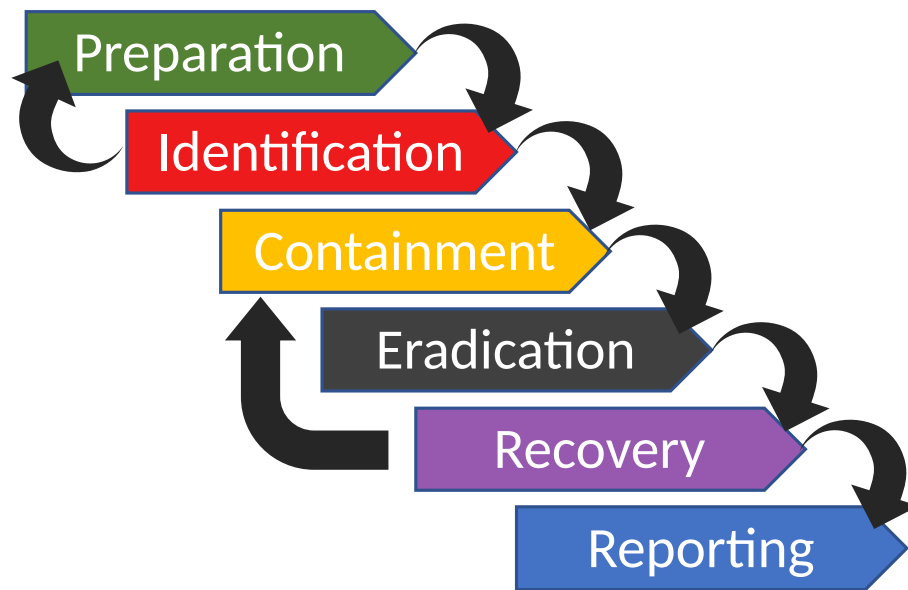 Preparation
Identification
Containment
Eradication
Recovery
Reporting